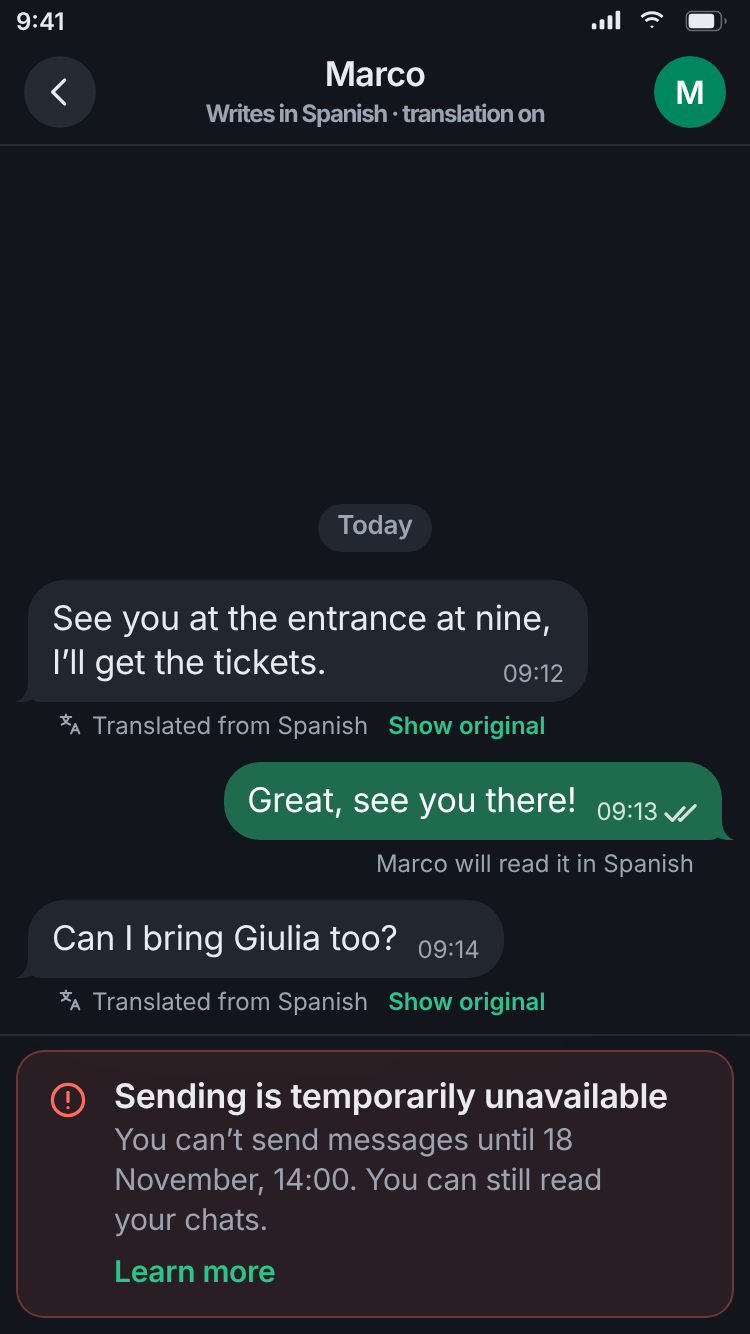 9:41
Marco
Writes in Spanish · translation on
M
Today
See you at the entrance at nine,
I’ll get the tickets.
09:12
Translated from Spanish Show original
Great, see you there! 09:13
Marco will read it in Spanish
Can I bring Giulia too? 09:14
Translated from Spanish Show original
Sending is temporarily unavailable
You can’t send messages until 18
November, 14:00. You can still read
your chats.
Learn more